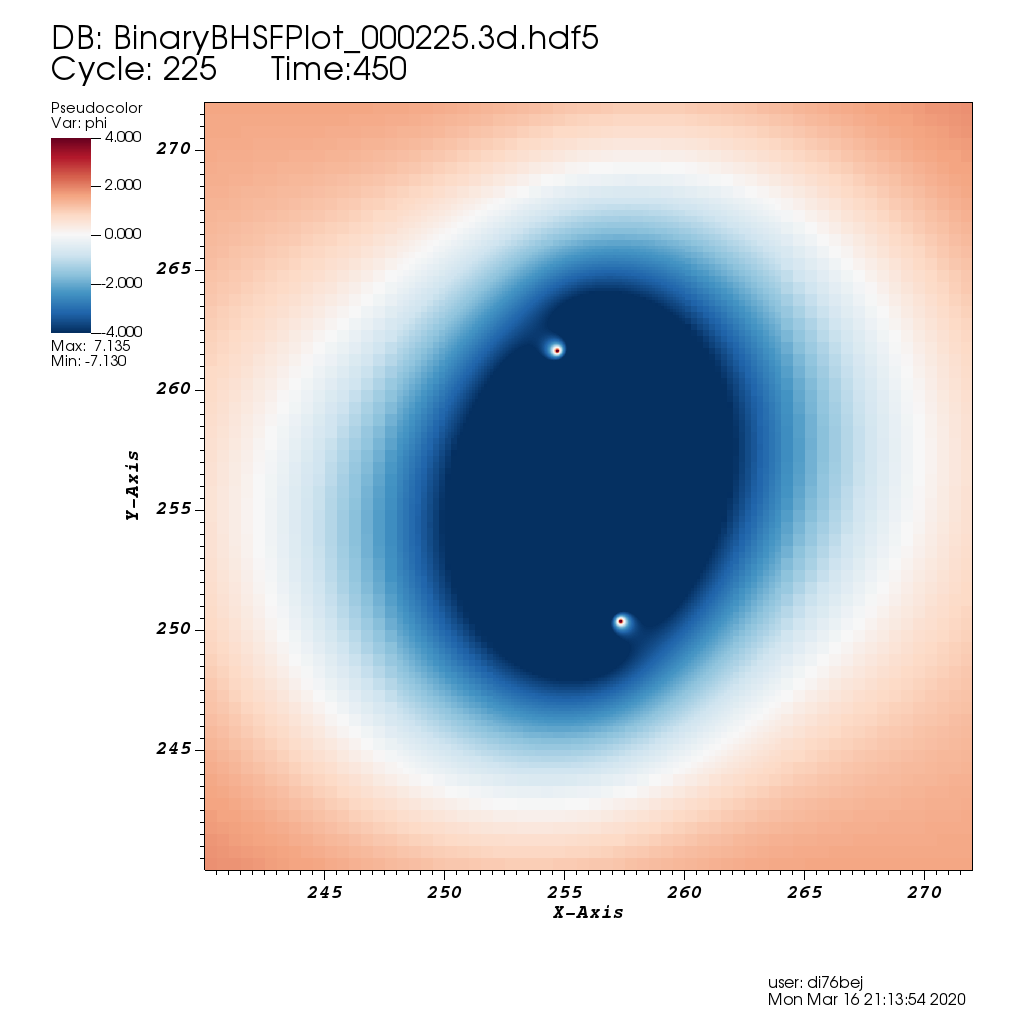 DB: BinaryBHSFPlot_000225.3d.hdf5
Cycle: 225 Time:450
Pseudocolor
Var: phi
4.000
2.000
0.000
-2.000
-4.000
Max: 7.135
Min: -7.130
270
265
260
255
250
245
Y-Axis
245 250 255 260 265 270
X-Axis
user: di76bej
Mon Mar 16 21:13:54 2020